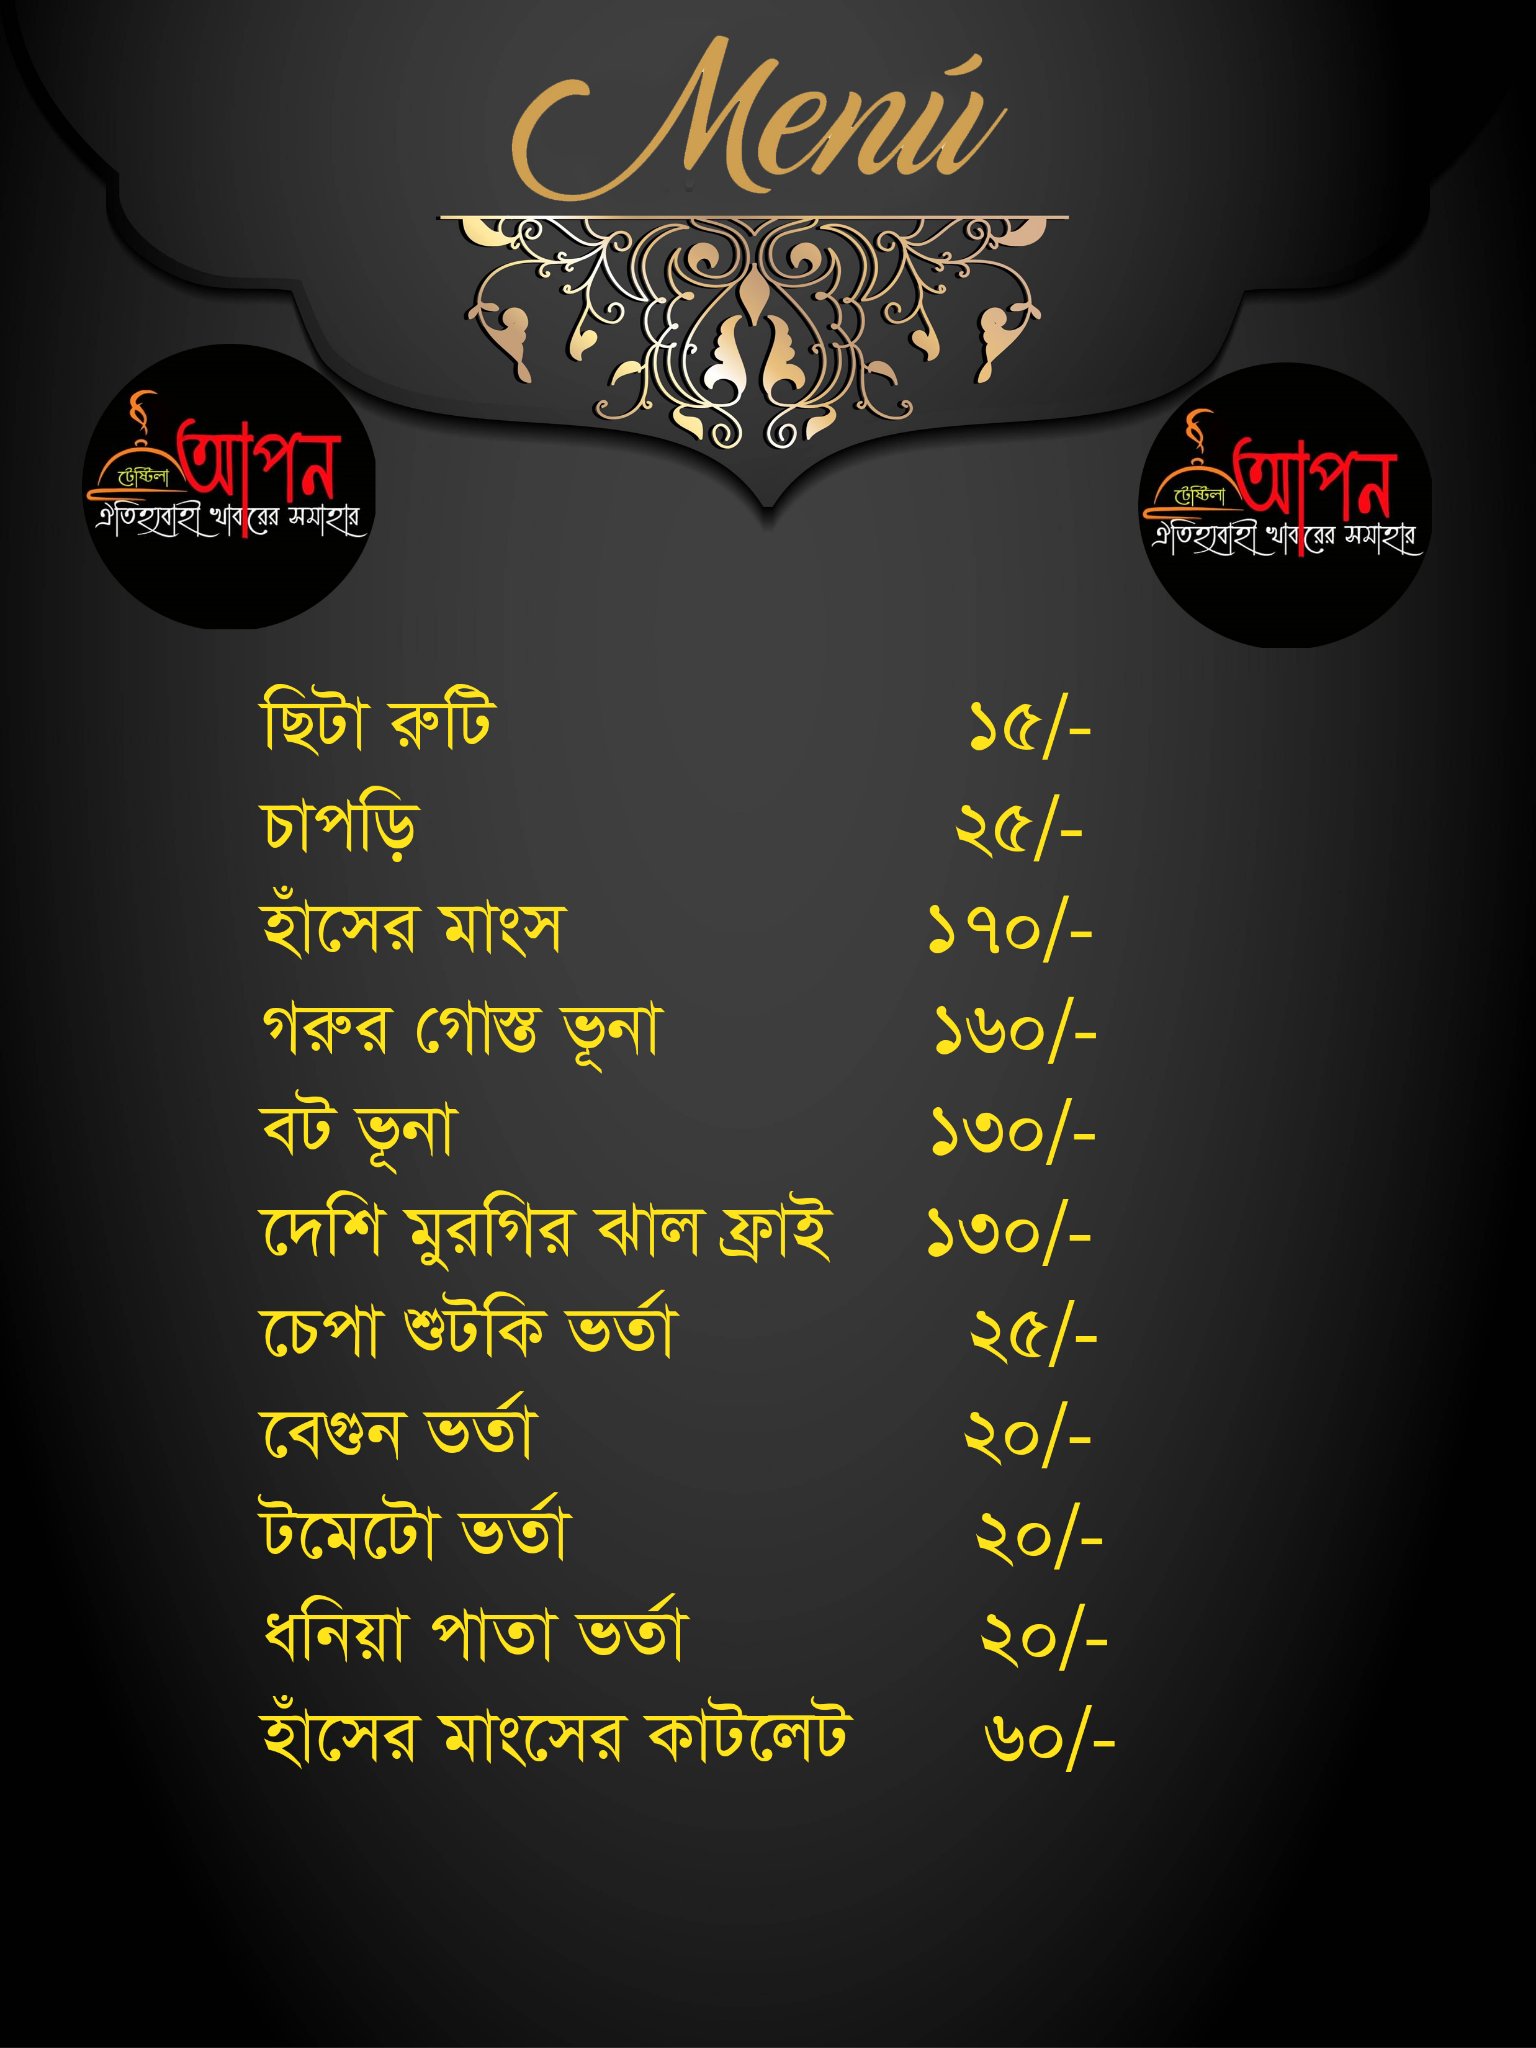 Menú
টেষ্টিলা
আপন
ঐতিহ্যবাহী খাবারের সমাহার
টেষ্টিলা
আপন
ঐতিহ্যবাহী খাবারের সমাহার
ছিটা রুটি ১৫/-
চাপড়ি ২৫/-
হাঁসের মাংস ১৭০/-
গরুর গোস্ত ভূনা ১৬০/-
বট ভূনা ১৩০/-
দেশি মুরগির ঝাল ফ্রাই ১৩০/-
চেপা শুটকি ভর্তা ২৫/-
বেগুন ভর্তা ২০/-
টমেটো ভর্তা ২০/-
ধনিয়া পাতা ভর্তা ২০/-
হাঁসের মাংসের কাটলেট ৬০/-